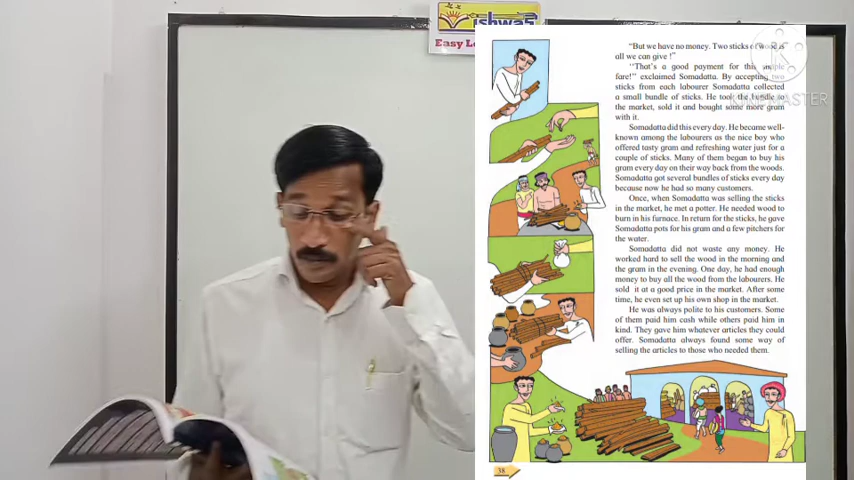 ishwa
Easy L
"But we have no money. Two sticks of wood is
all we can give !"
"That's a good payment for this simple
fare!" exclaimed Somadatta. By accepting two
sticks from each labourer Somadatta collected
a small bundle of sticks. He took the bundle to
the market, sold it and bought some more gram
with it.
Somadatta did this every day. He became well-
known among the labourers as the nice boy who
offered tasty gram and refreshing water just for a
couple of sticks. Many of them began to buy his
gram every day on their way back from the woods.
Somadatta got several bundles of sticks every day
because now he had so many customers.
Once, when Somadatta was selling the sticks
in the market, he met a potter. He needed wood to
burn in his furnace. In return for the sticks, he gave
Somadatta pots for his gram and a few pitchers for
the water.
Somadatta did not waste any money. He
worked hard to sell the wood in the morning and
the gram in the evening. One day, he had enough
money to buy all the wood from the labourers. He
sold it at a good price in the market. After some
time, he even set up his own shop in the market.
He was always polite to his customers. Some
of them paid him cash while others paid him in
kind. They gave him whatever articles they could
offer. Somadatta always found some way of
selling the articles to those who needed them.
KINEMASTER
38